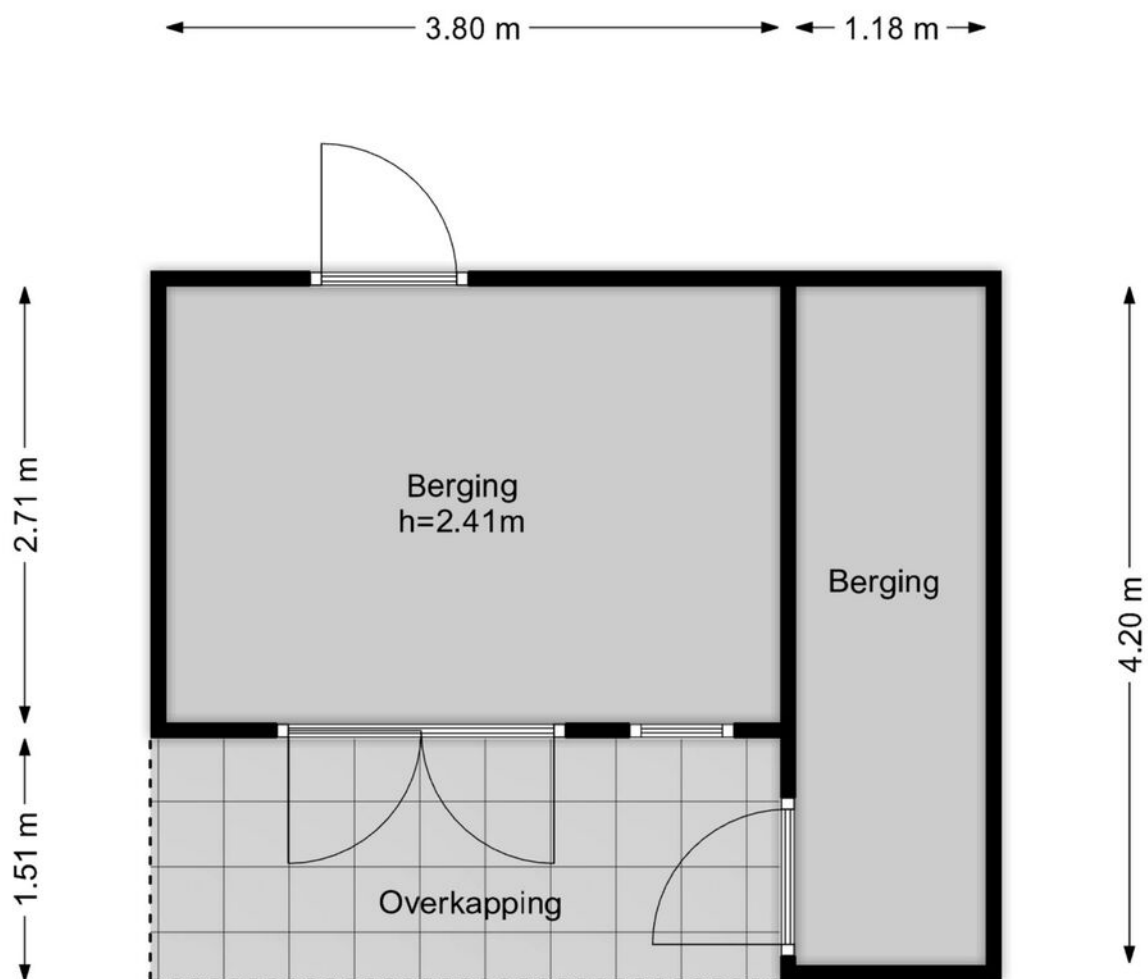 3.80 m
1.18 m
2.71 m
Berging
h=2.41m
Berging
4.20 m
1.51 m
Overkapping